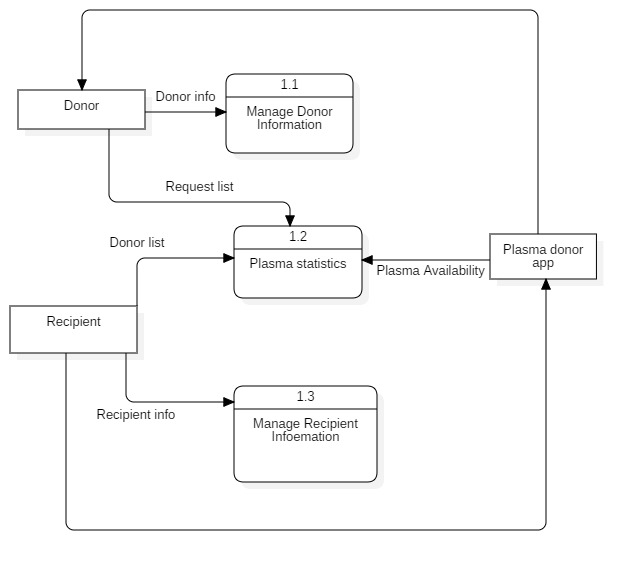 1.1
Donor info
Donor
Manage Donor
Information
Request list
1.2
Donor list
Plasma statistics
Plasma donor
app
Plasma Availability
Recipient
1.3
Recipient info
Manage Recipient
Infoemation